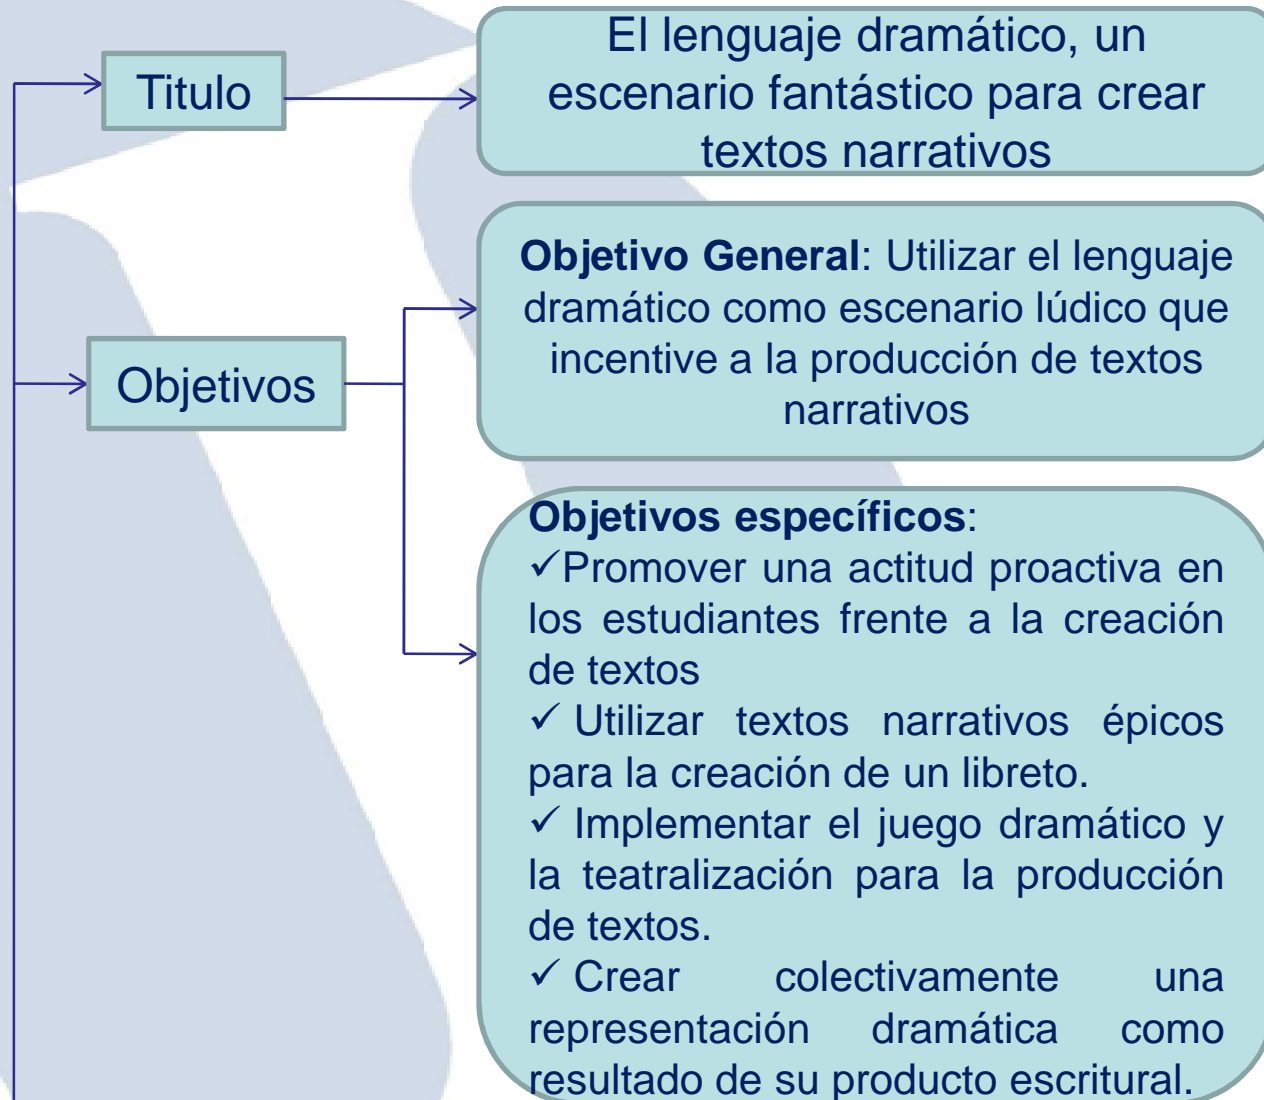 Titulo
El lenguaje dramático, un
escenario fantástico para crear
textos narrativos
Objetivos
Objetivo General: Utilizar el lenguaje
dramático como escenario lúdico que
incentive a la producción de textos
narrativos
Objetivos específicos:
✓Promover una actitud proactiva en
los estudiantes frente a la creación
de textos
✓ Utilizar textos narrativos épicos
para la creación de un libreto.
✓ Implementar el juego dramático y
la teatralización para la producción
de textos.
✓ Crear colectivamente una
representación dramática como
resultado de su producto escritural.